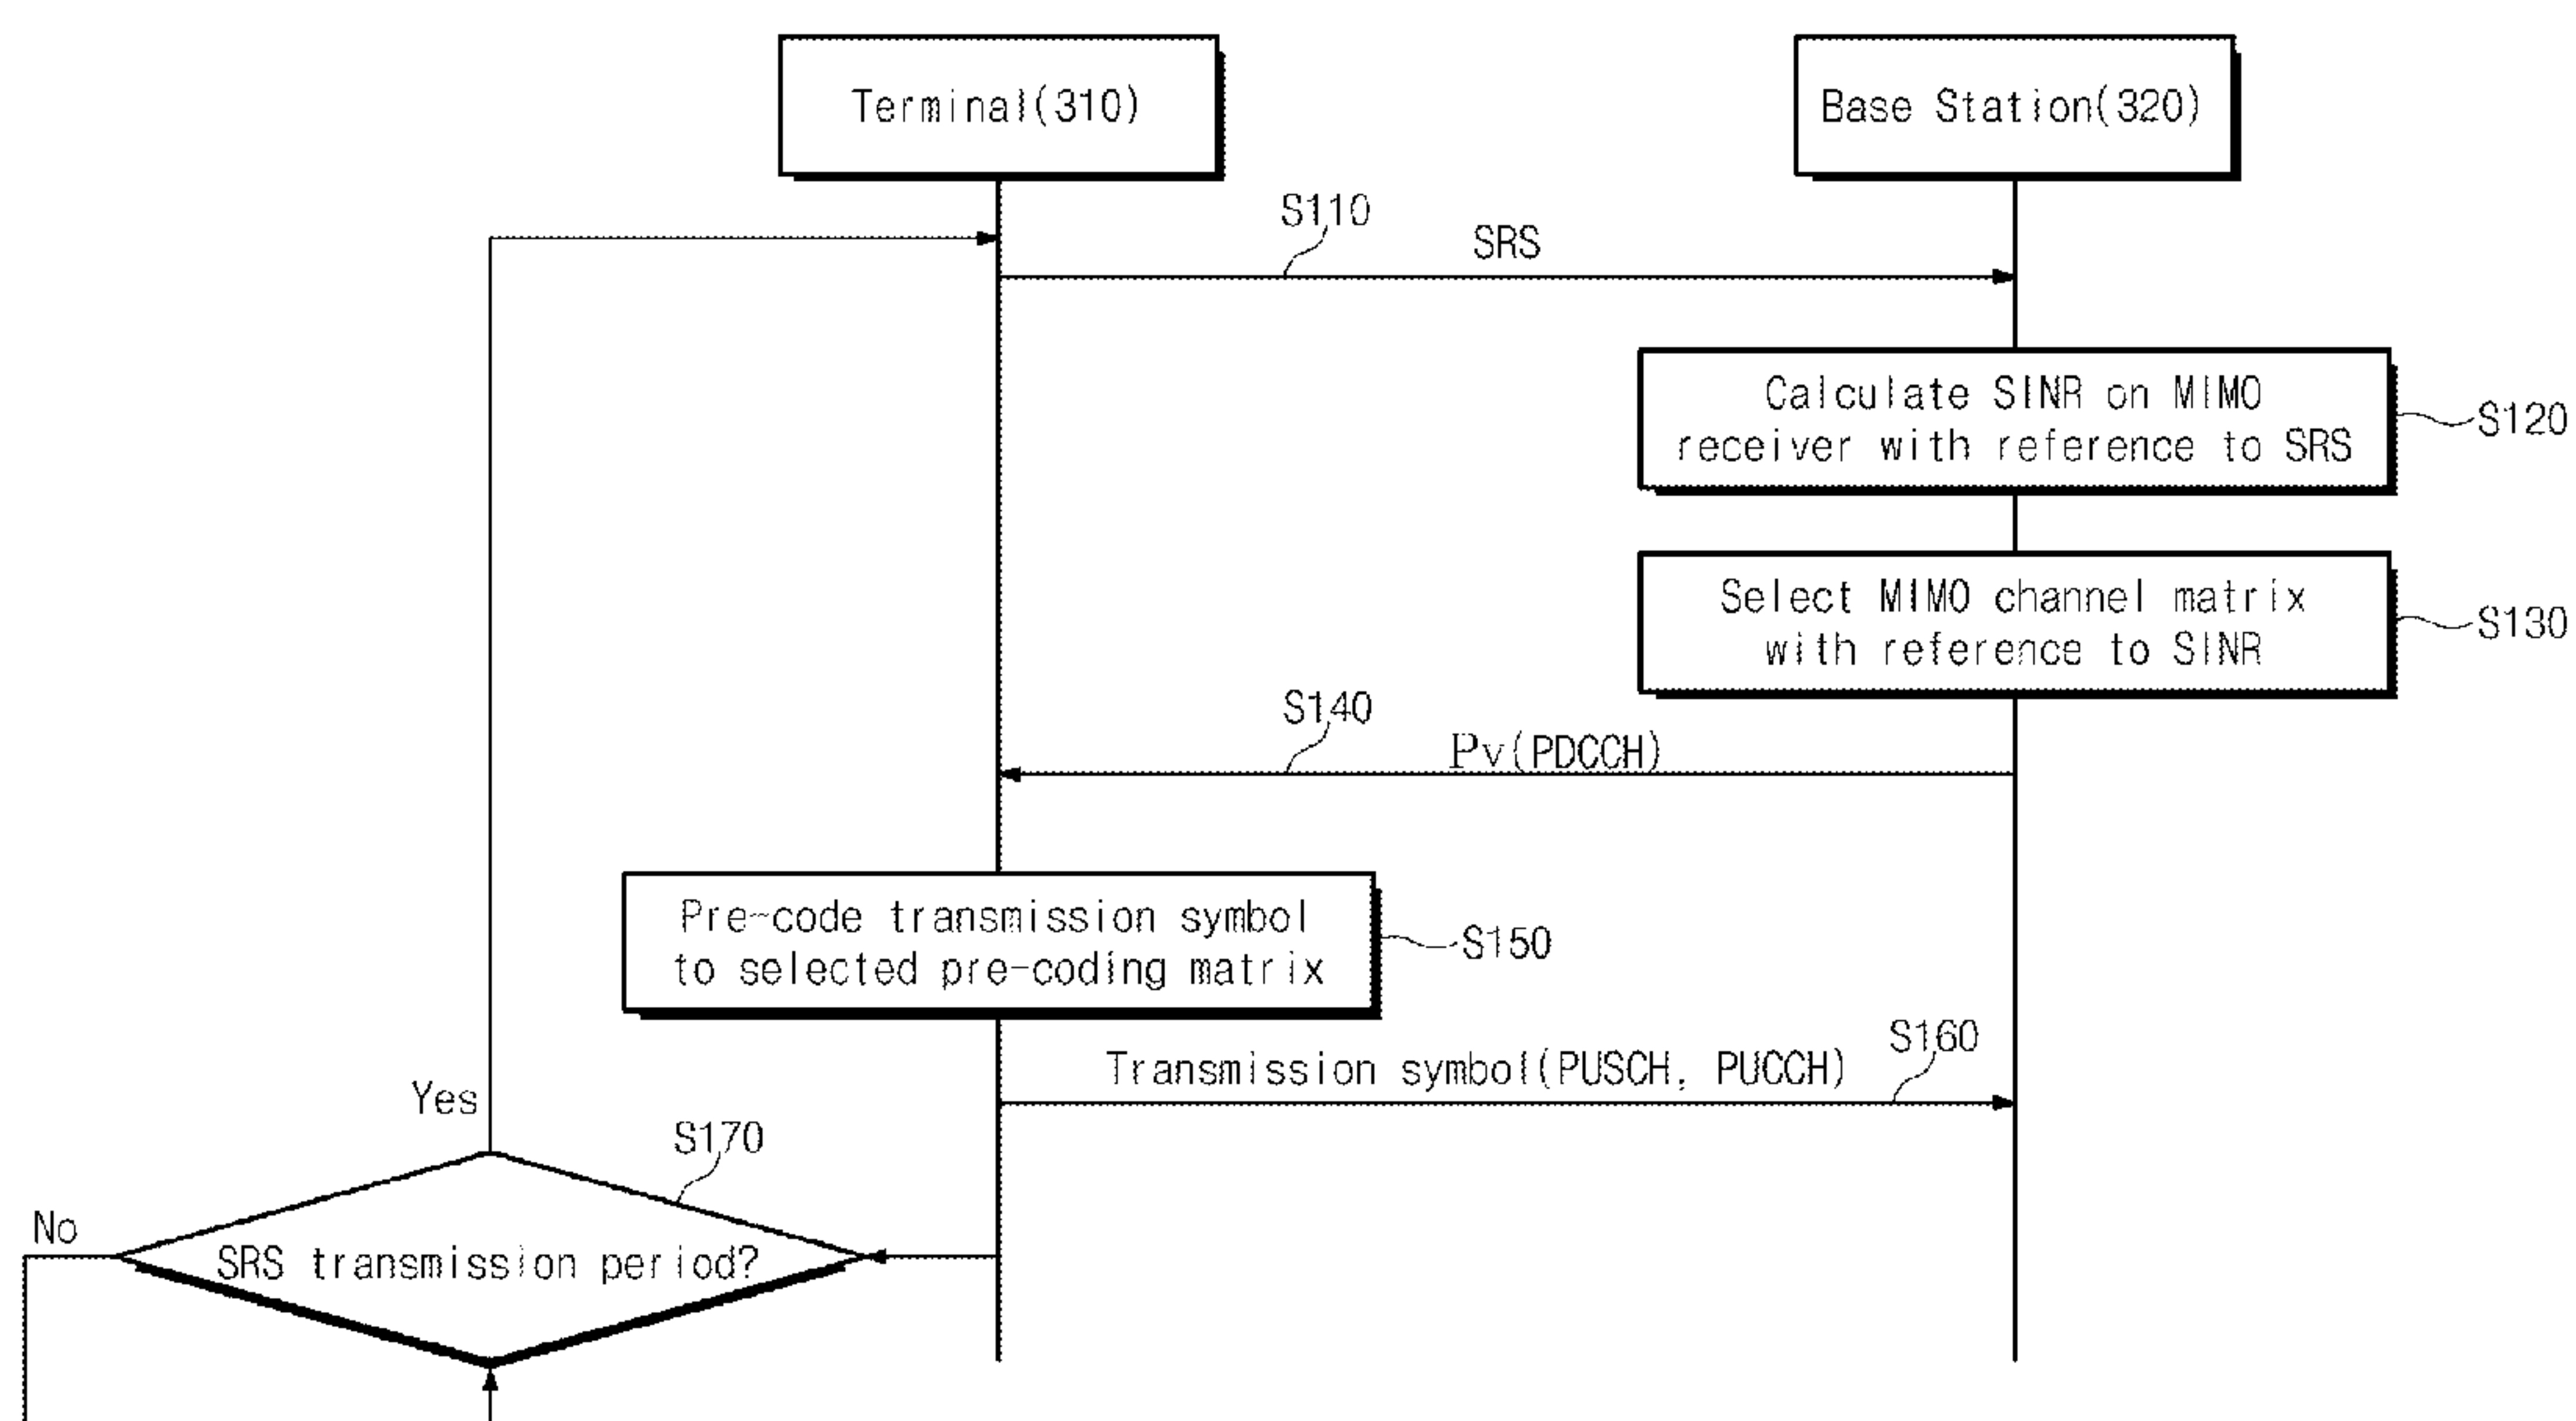 Terminal(310)
Base Station(320)
S110
SRS
Calculate SINR on MIMO
receiver with reference to SRS
S120
Select MIMO channel matrix
with reference to SINR
S130
S140
Pv(PDCCH)
Pre-code transmission symbol
to selected pre-coding matrix
S150
Transmission symbol(PUSCH, PUCCH)
S160
Yes
S170
No
SRS transmission period?